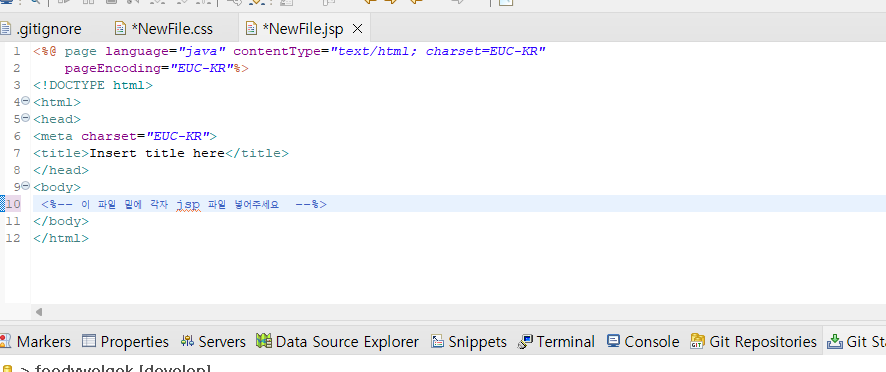 .gitignore *NewFile.css *NewFile.jsp
1 <%@ page language="java" contentType="text/html; charset=EUC-KR"
2 pageEncoding="EUC-KR"%>
3 <!DOCTYPE html>
4 <html>
5 <head>
6 <meta charset="EUC-KR">
7 <title>Insert title here</title>
8 </head>
9 <body>
10 <%-- 이 파일 밑에 각자 jsp 파일 넣어주세요 --%>
11 </body>
12 </html>
Markers Properties Servers Data Source Explorer Snippets Terminal Console Git Repositories Git Sta